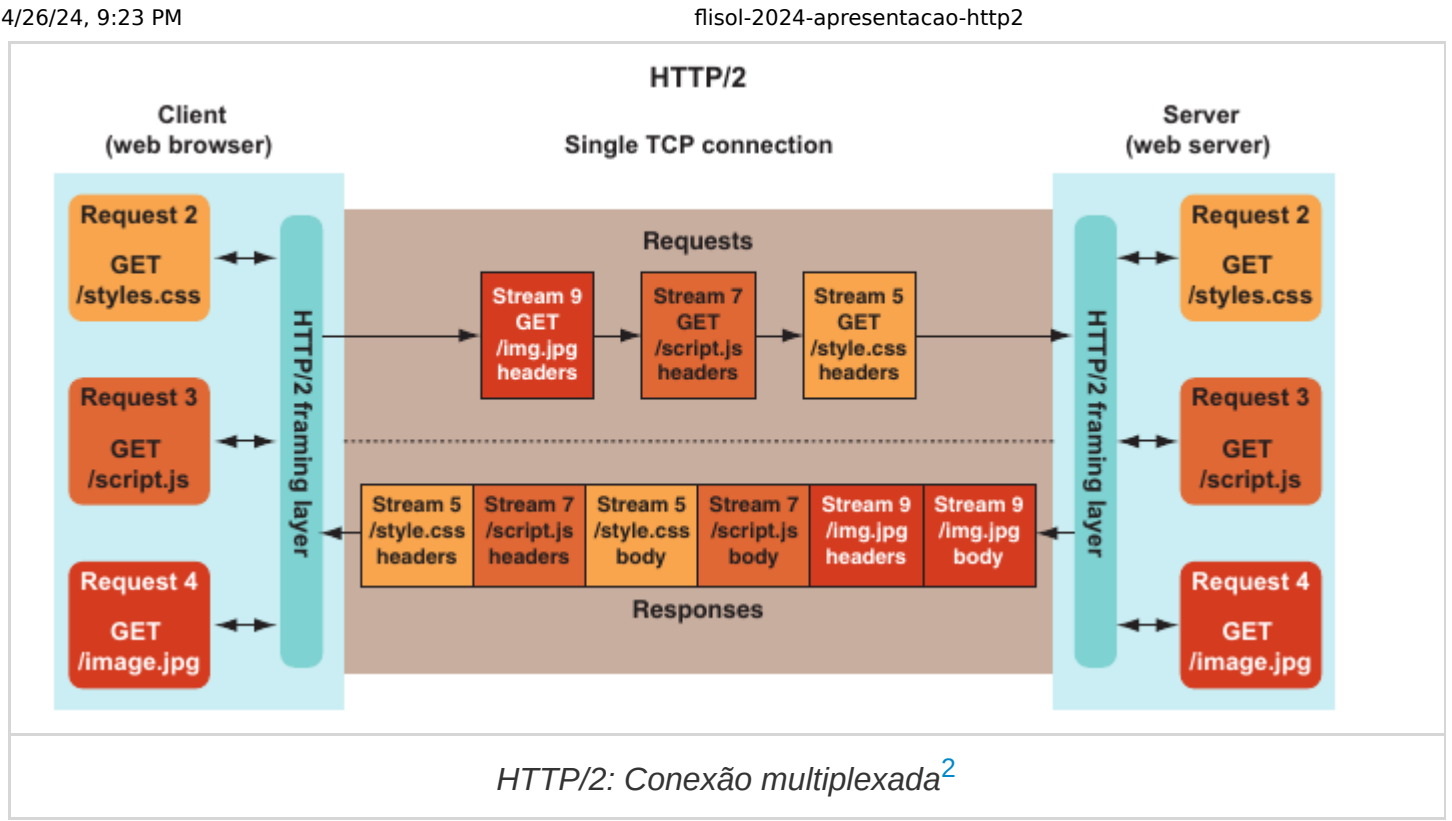 4/26/24, 9:23 PM
flisol-2024-apresentacao-http2
HTTP/2
Client
(web browser)
Single TCP connection
Server
(web server)
Request 2
GET
/styles.css
Request 3
GET
/script.js
Request 4
GET
/image.jpg
HTTP/2 framing layer
Requests
Stream 9
GET
/img.jpg
headers
Stream 7
GET
/script.js
headers
Stream 5
GET
/style.css
headers
Stream 5
/style.css
headers
Stream 7
/script.js
headers
Stream 5
/style.css
body
Stream 7
/script.js
body
Stream 9
/img.jpg
headers
Stream 9
/img.jpg
body
Responses
HTTP/2 framing layer
Request 2
GET
/styles.css
Request 3
GET
/script.js
Request 4
GET
/image.jpg
HTTP/2: Conexão multiplexada2